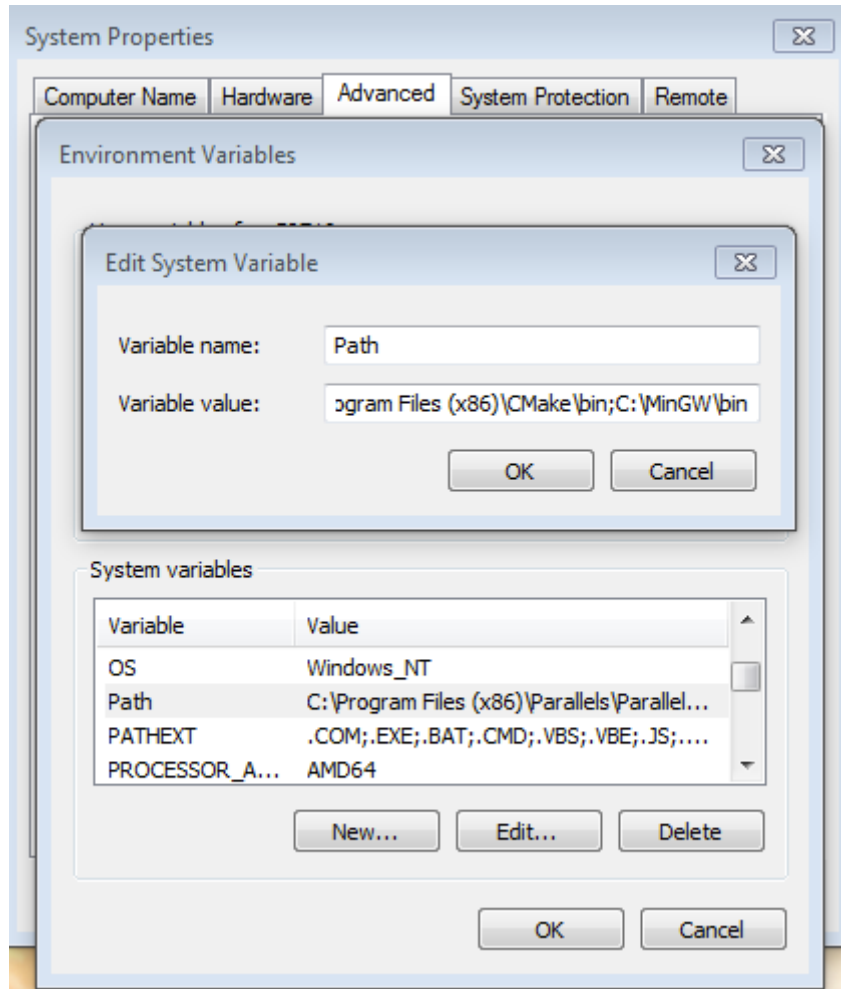 System Properties
Computer Name Hardware Advanced System Protection Remote
Environment Variables
Edit System Variable
Variable name: Path
Variable value: ogram Files (x86)\CMake\bin;C:\MinGW\bin
OK Cancel
System variables
Variable Value
OS Windows_NT
Path C:\Program Files (x86)\Parallels\Parallel...
PATHEXT .COM;.EXE;.BAT;.CMD;.VBS;.VBE;.JS;....
PROCESSOR_A... AMD64
New... Edit... Delete
OK Cancel